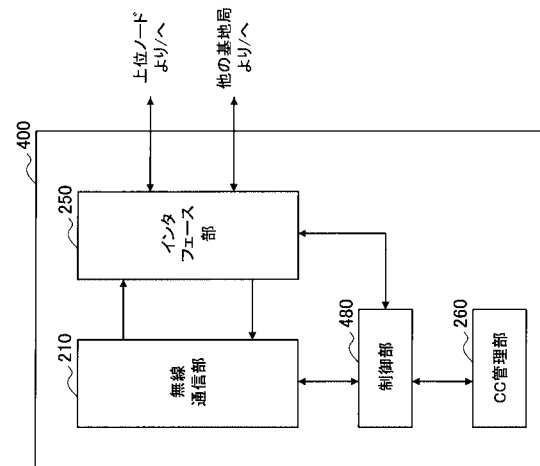 400
210
無線
通信部
250
インタ
フェース
部
上位ノード
より/へ
他の基地局
より/へ
480
制御部
260
CC管理部